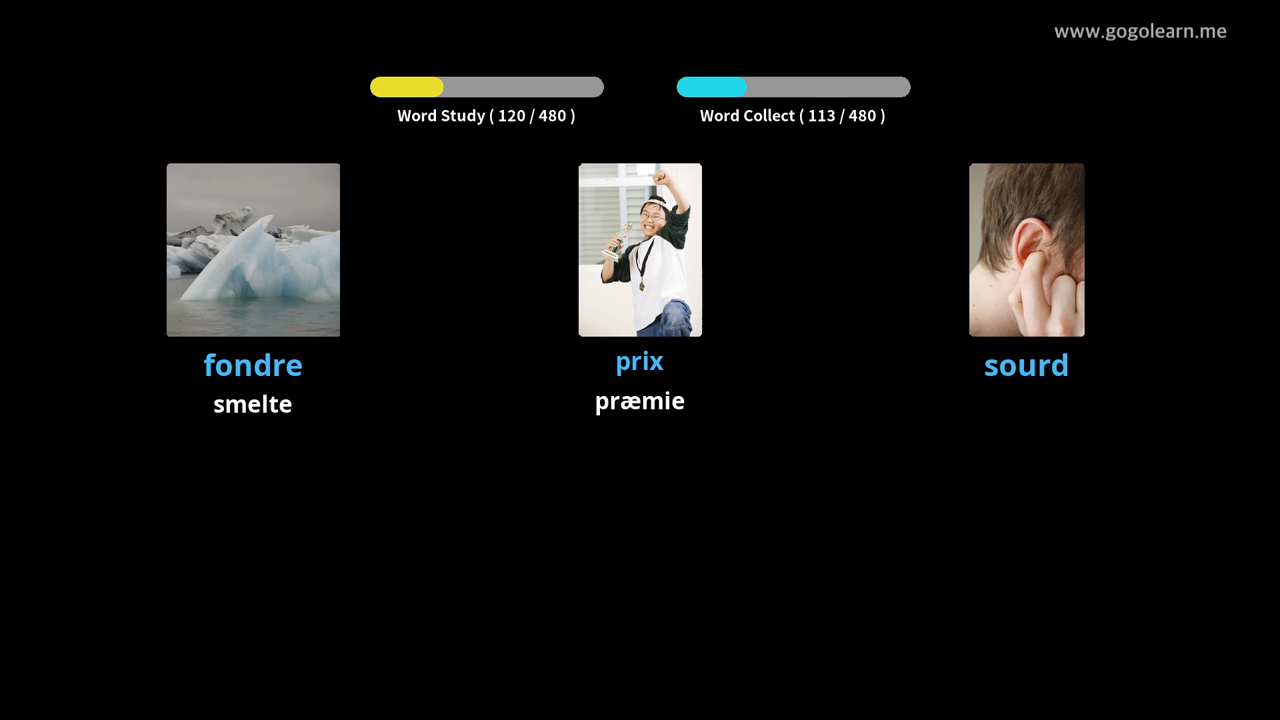 www.gogolearn.me
Word Study ( 120 / 480 )
Word Collect ( 113 / 480 )
fondre
smelte
prix
præmie
sourd